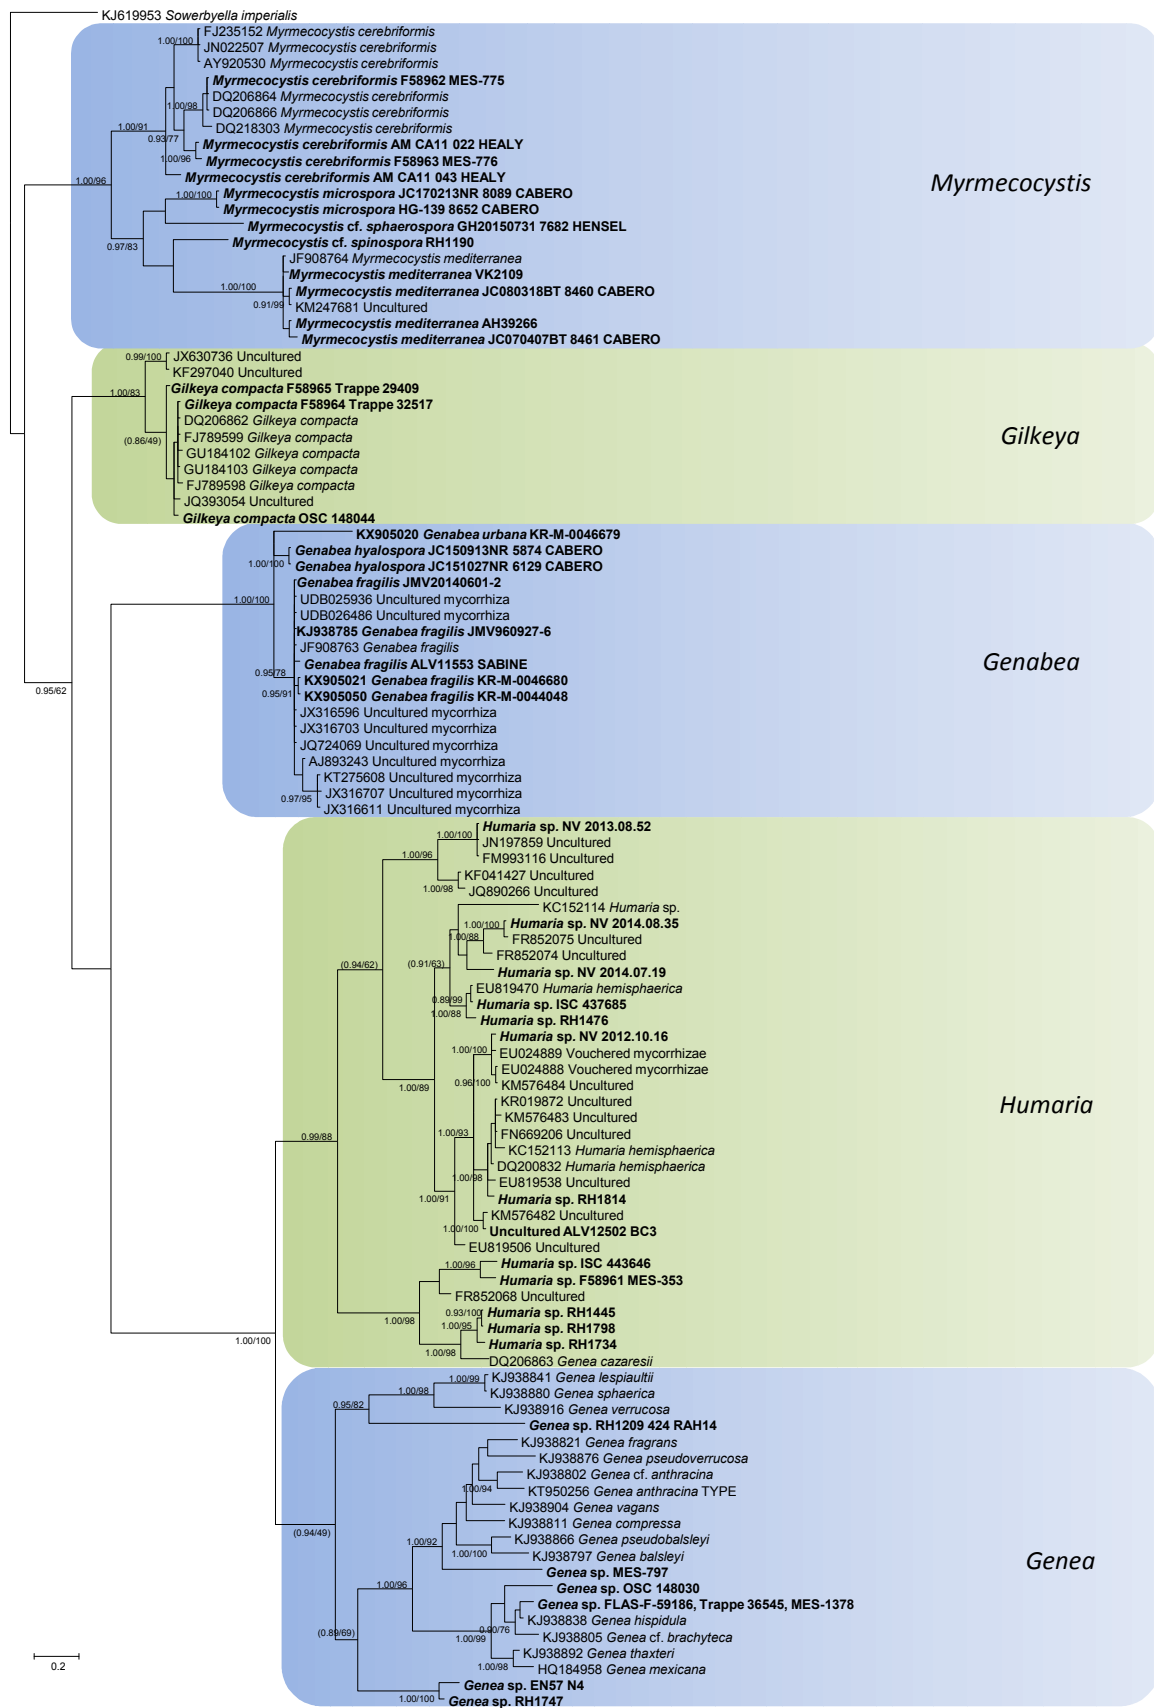 KJ619953 Sowerbyella imperialis
FJ235152 Myrmecocystis cerebriformis
1.00/100
JN022507 Myrmecocystis cerebriformis
AY920530 Myrmecocystis cerebriformis
Myrmecocystis cerebriformis F58962 MES-775
DQ206864 Myrmecocystis cerebriformis
1.00/98
DQ206866 Myrmecocystis cerebriformis
1.00/91
DQ218303 Myrmecocystis cerebriformis
0.93/77
Myrmecocystis cerebriformis AM CA11 022 HEALY
1.00/96
Myrmecocystis cerebriformis F58963 MES-776
Myrmecocystis cerebriformis AM CA11 043 HEALY
1.00/96
Myrmecocystis
1.00/100
Myrmecocystis microspora JC170213NR 8089 CABERO
Myrmecocystis microspora HG-139 8652 CABERO
Myrmecocystis cf. sphaerospora GH20150731 7682 HENSEL
0.97/83
Myrmecocystis cf. spinospora RH1190
JF908764 Myrmecocystis mediterranea
Myrmecocystis mediterranea VK2109
1.00/100
Myrmecocystis mediterranea JC080318BT 8460 CABERO
0.91/99
KM247681 Uncultured
Myrmecocystis mediterranea AH39266
Myrmecocystis mediterranea JC070407BT 8461 CABERO
0.99/100
JX630736 Uncultured
KF297040 Uncultured
1.00/83
Gilkeya compacta F58965 Trappe 29409
Gilkeya compacta F58964 Trappe 32517
DQ206862 Gilkeya compacta
(0.86/49)
FJ789599 Gilkeya compacta
Gilkeya
GU184102 Gilkeya compacta
GU184103 Gilkeya compacta
FJ789598 Gilkeya compacta
JQ393054 Uncultured
Gilkeya compacta OSC 148044
KX905020 Genabea urbana KR-M-0046679
Genabea hyalospora JC150913NR 5874 CABERO
1.00/100
Genabea hyalospora JC151027NR 6129 CABERO
Genabea fragilis JMV20140601-2
1.00/100
UDB025936 Uncultured mycorrhiza
UDB026486 Uncultured mycorrhiza
KJ938785 Genabea fragilis JMV960927-6
JF908763 Genabea fragilis
Genabea
Genabea fragilis ALV11553 SABINE
0.95/78
KX905021 Genabea fragilis KR-M-0046680
0.95/62
0.95/91
KX905050 Genabea fragilis KR-M-0044048
JX316596 Uncultured mycorrhiza
JX316703 Uncultured mycorrhiza
JQ724069 Uncultured mycorrhiza
AJ893243 Uncultured mycorrhiza
KT275608 Uncultured mycorrhiza
0.97/95
JX316707 Uncultured mycorrhiza
JX316611 Uncultured mycorrhiza
Humaria sp. NV 2013.08.52
1.00/100
JN197859 Uncultured
1.00/96
FM993116 Uncultured
KF041427 Uncultured
1.00/98
JQ890266 Uncultured
KC152114 Humaria sp.
1.00/100
Humaria sp. NV 2014.08.35
1.00/88
FR852075 Uncultured
FR852074 Uncultured
(0.94/62)
(0.91/63)
Humaria sp. NV 2014.07.19
EU819470 Humaria hemisphaerica
0.89/99
Humaria sp. ISC 437685
1.00/88
Humaria sp. RH1476
Humaria sp. NV 2012.10.16
1.00/100
EU024889 Vouchered mycorrhizae
EU024888 Vouchered mycorrhizae
1.00/89
0.96/100
KM576484 Uncultured
KR019872 Uncultured
Humaria
KM576483 Uncultured
0.99/88
1.00/93
FN669206 Uncultured
KC152113 Humaria hemisphaerica
DQ200832 Humaria hemisphaerica
1.00/98
EU819538 Uncultured
1.00/91
Humaria sp. RH1814
KM576482 Uncultured
1.00/100
Uncultured ALV12502 BC3
EU819506 Uncultured
1.00/96
Humaria sp. ISC 443646
Humaria sp. F58961 MES-353
FR852068 Uncultured
0.93/100
Humaria sp. RH1445
1.00/98
1.00/95
Humaria sp. RH1798
1.00/100
Humaria sp. RH1734
1.00/98
DQ206863 Genea cazaresii
1.00/99
KJ938841 Genea lespiaultii
1.00/98
KJ938880 Genea sphaerica
0.95/82
KJ938916 Genea verrucosa
Genea sp. RH1209 424 RAH14
KJ938821 Genea fragrans
KJ938876 Genea pseudoverrucosa
KJ938802 Genea cf. anthracina
1.00/94
KT950256 Genea anthracina TYPE
KJ938904 Genea vagans
(0.94/49)
KJ938811 Genea compressa
1.00/92
KJ938866 Genea pseudobalsleyi
1.00/100
KJ938797 Genea balsleyi
Genea
Genea sp. MES-797
1.00/96
Genea sp. OSC 148030
Genea sp. FLAS-F-59186, Trappe 36545, MES-1378
KJ938838 Genea hispidula
(0.89/69)
0.90/76
KJ938805 Genea cf. brachyteca
1.00/99
KJ938892 Genea thaxteri
1.00/98
HQ184958 Genea mexicana
0.2
Genea sp. EN57 N4
1.00/100
Genea sp. RH1747